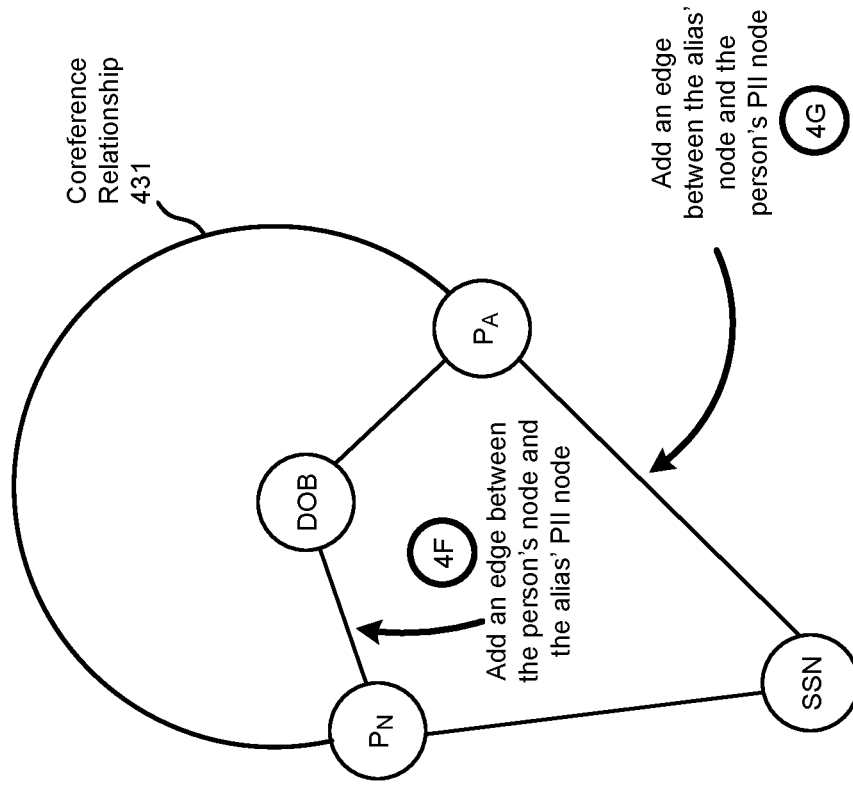 Coreference
Relationship
431
PN
DOB
PA
SSN
4F
Add an edge between
the person's node and
the alias' PII node
Add an edge
between the alias'
node and the
person's PII node
4G